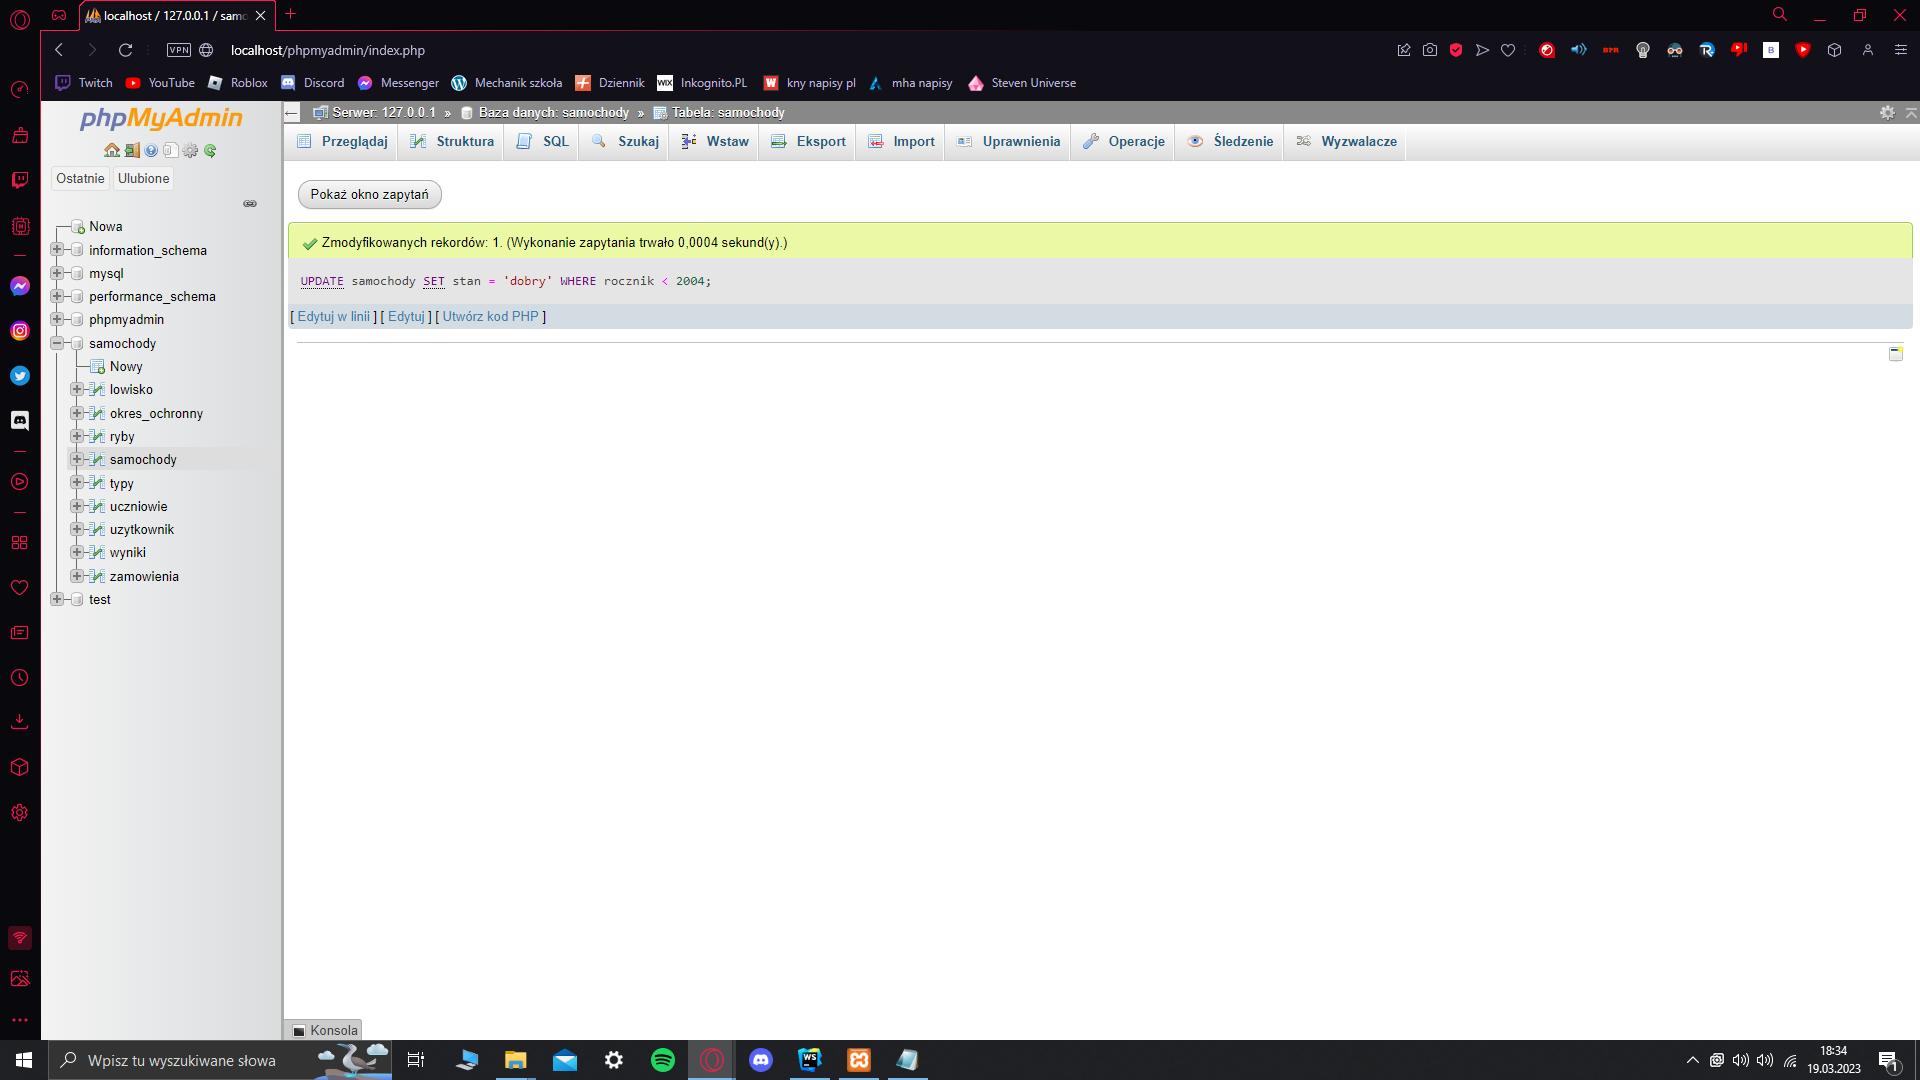 localhost / 127.0.0.1 / samo
VPN
localhost/phpmyadmin/index.php
Twitch
YouTube
Roblox
Discord
Messenger
Mechanik szkoła
Dziennik
WIX
Inkognito.PL
W
kny napisy pl
mha napisy
Steven Universe
phpMyAdmin
Ostatnie
Ulubione
Nowa
information_schema
mysql
performance_schema
phpmyadmin
samochody
Nowy
lowisko
okres_ochronny
ryby
samochody
typy
uczniowie
uzytkownik
wyniki
zamowienia
test
Serwer: 127.0.0.1 » Baza danych: samochody » Tabela: samochody
Przeglądaj
Struktura
SQL
Szukaj
Wstaw
Eksport
Import
Uprawnienia
Operacje
Śledzenie
Wyzwalacze
Pokaż okno zapytań
Zmodyfikowanych rekordów: 1. (Wykonanie zapytania trwało 0,0004 sekund(y).)
UPDATE samochody SET stan = 'dobry' WHERE rocznik < 2004;
[ Edytuj w linii ] [ Edytuj ] [ Utwórz kod PHP ]
Konsola
Wpisz tu wyszukiwane słowa
WS
18:34
19.03.2023
1